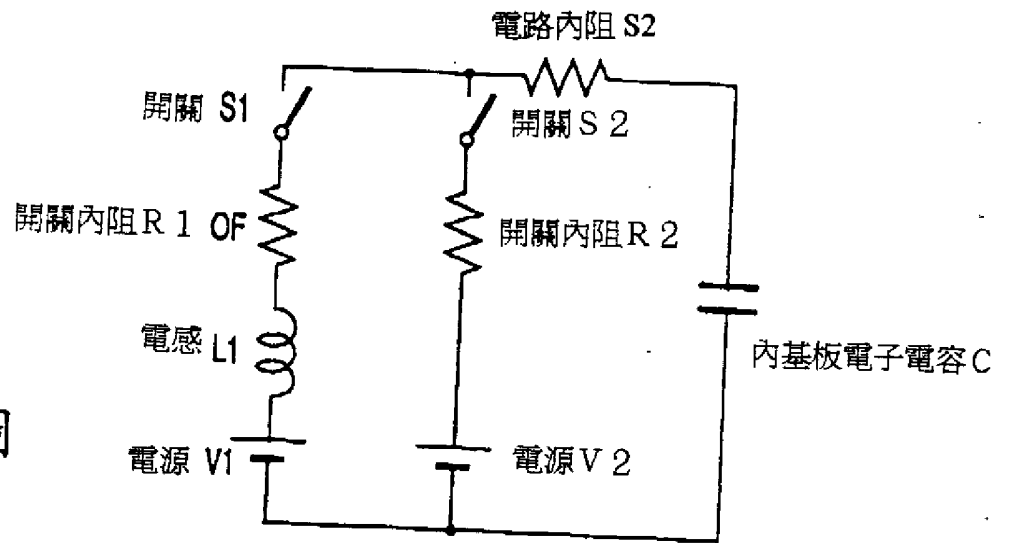 電路內阻 S2
開關 S1
開關 S 2
開關內阻 R 1 OF
開關內阻 R 2
電感 L1
內基板電子電容 C
電源 V1
電源 V 2